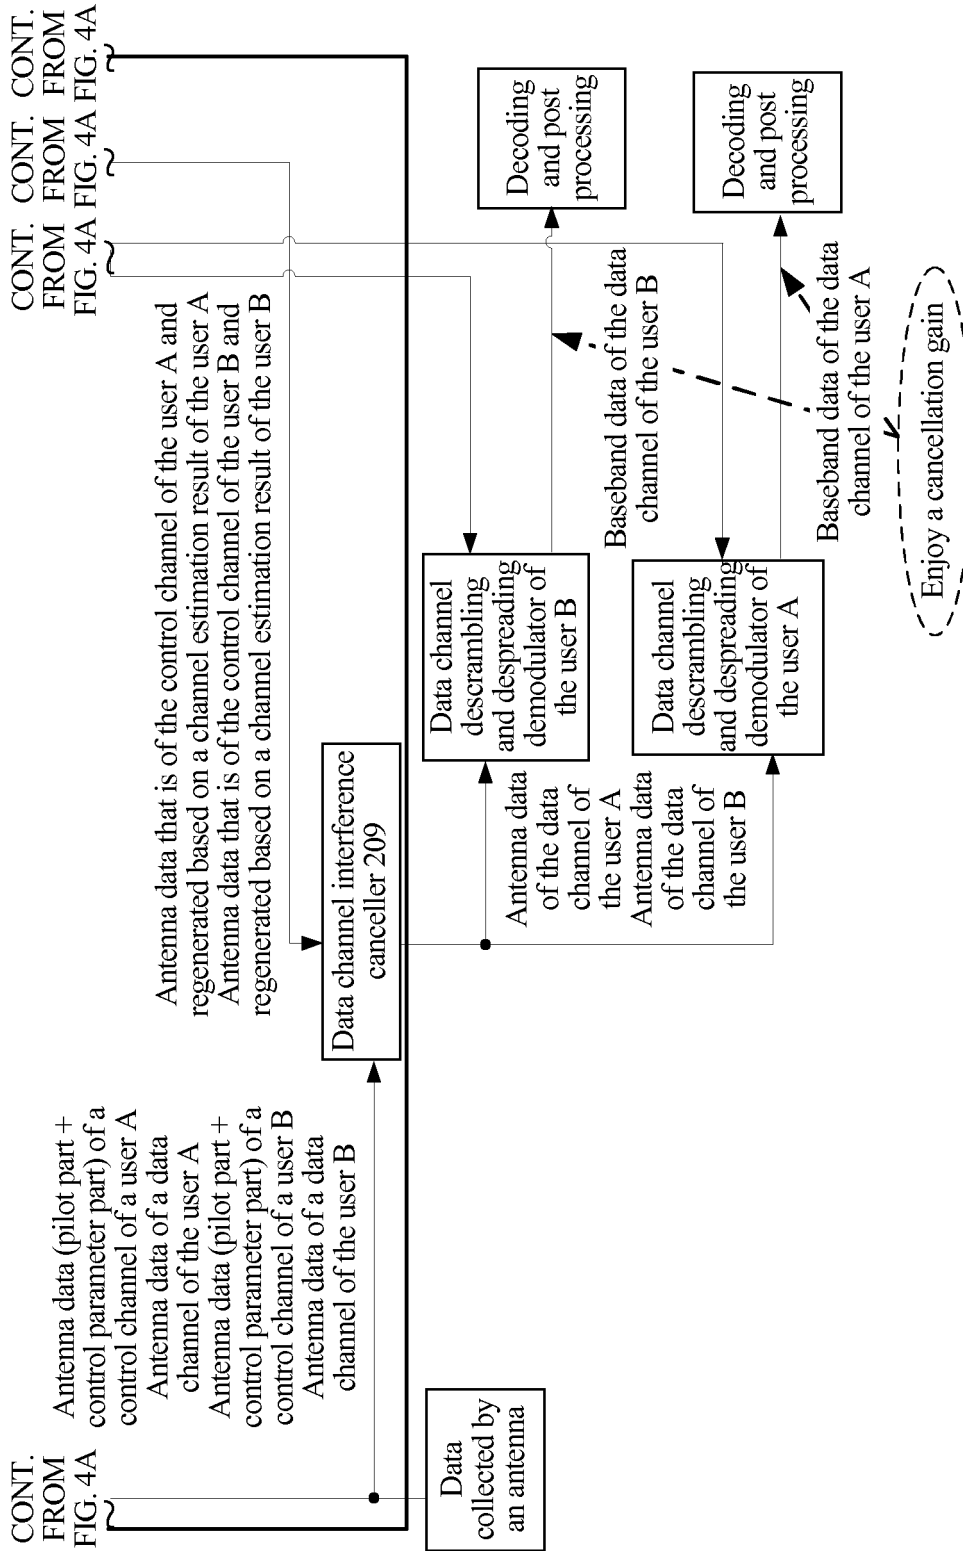 CONT.
FROM
FIG. 4A
Antenna data (pilot part +
control parameter part) of a
control channel of a user A
Antenna data of a data
channel of the user A
Antenna data (pilot part +
control parameter part) of a
control channel of a user B
Antenna data of a data
channel of the user B
Data
collected by
an antenna
CONT.
FROM
FIG. 4A
CONT.
FROM
FIG. 4A
CONT.
FROM
FIG. 4A
Antenna data that is of the control channel of the user A and
regenerated based on a channel estimation result of the user A
Antenna data that is of the control channel of the user B and
regenerated based on a channel estimation result of the user B
Data channel interference
canceller 209
Antenna data
of the data
channel of
the user A
Antenna data
of the data
channel of
the user B
Data channel
descrambling
and despreading
demodulator of
the user B
Data channel
descrambling
and despreading
demodulator of
the user A
Baseband data of the data
channel of the user B
Baseband data of the data
channel of the user A
Decoding
and post
processing
Decoding
and post
processing
Enjoy a cancellation gain